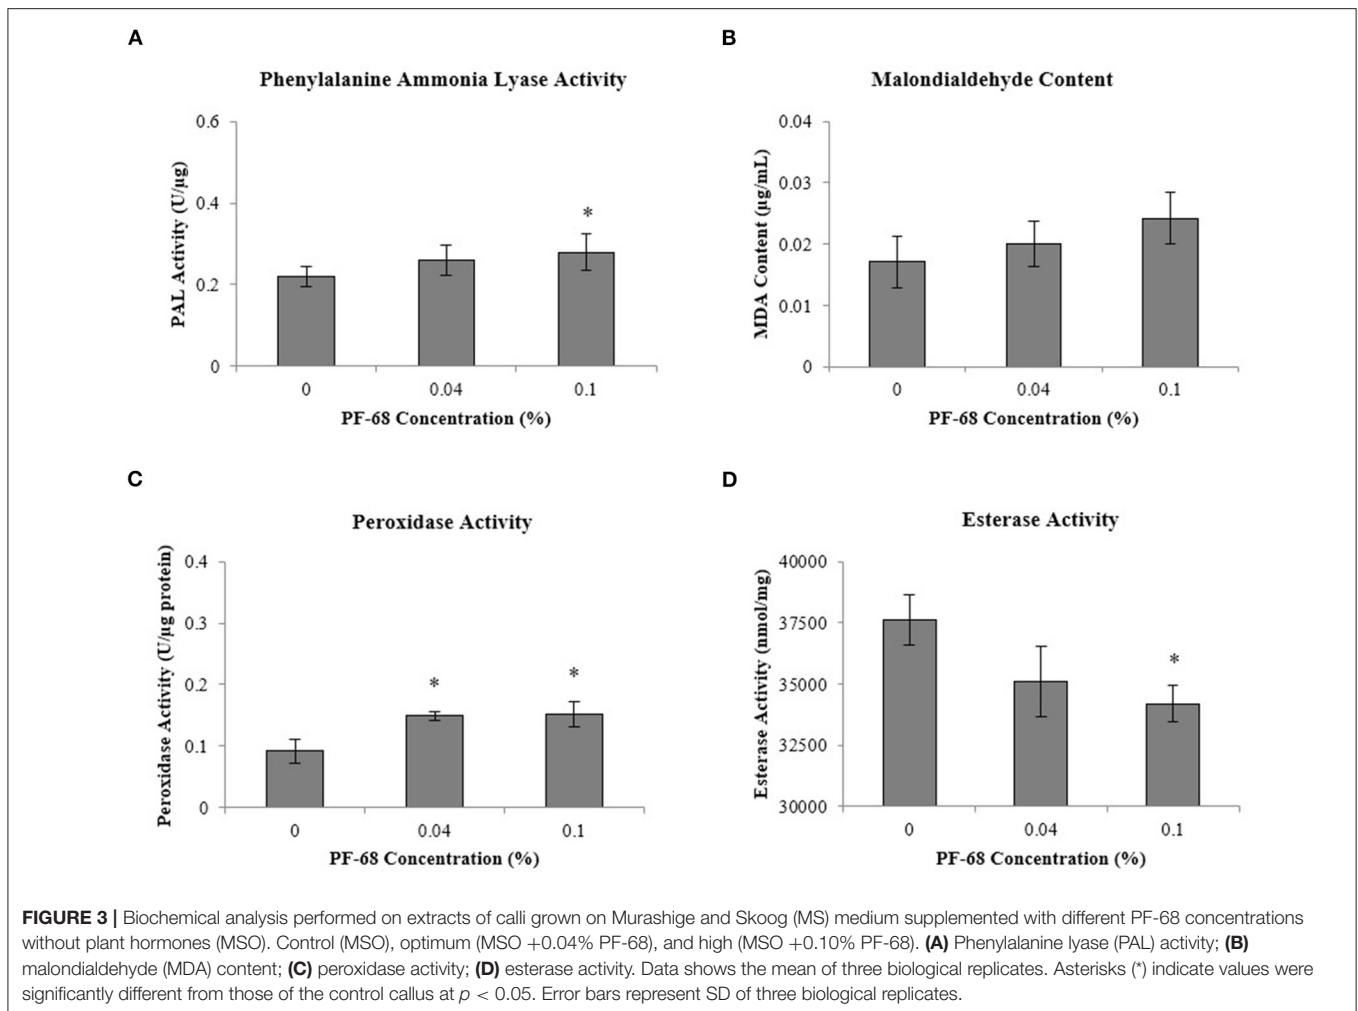 A
Phenylalanine Ammonia Lyase Activity
PAL Activity (U/µg)
0.6
0.4
0.2
0
*
0 0.04 0.1
PF-68 Concentration (%)
B
Malondialdehyde Content
MDA Content (µg/mL)
0.04
0.03
0.02
0.01
0
0 0.04 0.1
PF-68 Concentration (%)
C
Peroxidase Activity
Peroxidase Activity (U/µg protein)
0.4
0.3
0.2
0.1
0
* *
0 0.04 0.1
PF-68 Concentration (%)
D
Esterase Activity
Esterase Activity (nmol/mg)
40000
37500
35000
32500
30000
*
0 0.04 0.1
PF-68 Concentration (%)
FIGURE 3 | Biochemical analysis performed on extracts of calli grown on Murashige and Skoog (MS) medium supplemented with different PF-68 concentrations
without plant hormones (MSO). Control (MSO), optimum (MSO +0.04% PF-68), and high (MSO +0.10% PF-68). (A) Phenylalanine lyase (PAL) activity; (B)
malondialdehyde (MDA) content; (C) peroxidase activity; (D) esterase activity. Data shows the mean of three biological replicates. Asterisks (*) indicate values were
significantly different from those of the control callus at p < 0.05. Error bars represent SD of three biological replicates.